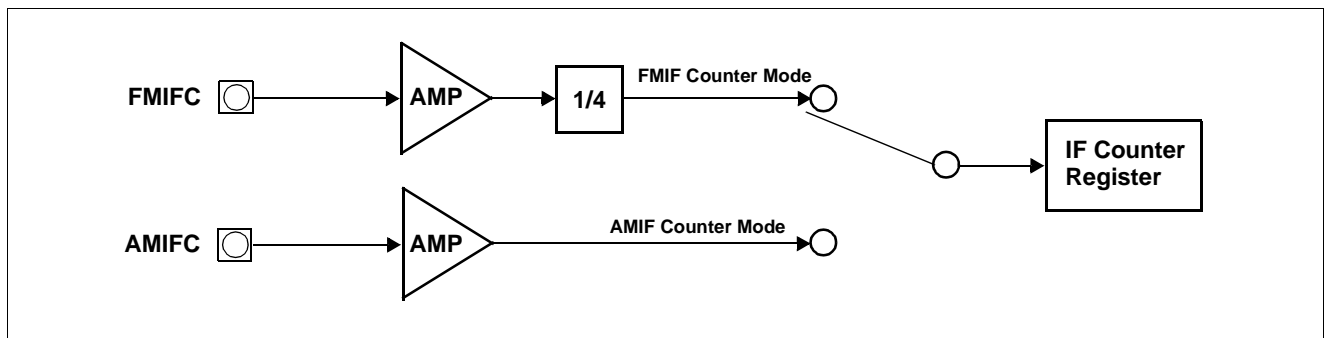 FMIFC
AMP
1/4
FMIF Counter Mode
IF Counter
Register
AMIFC
AMP
AMIF Counter Mode